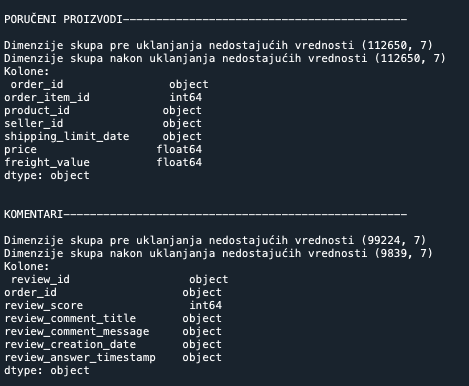 PORUČENI PROIZVODI-------------------------------------------
Dimenzije skupa pre uklanjanja nedostajućih vrednosti (112650, 7)
Dimenzije skupa nakon uklanjanja nedostajućih vrednosti (112650, 7)
Kolone:
order_id object
order_item_id int64
product_id object
seller_id object
shipping_limit_date object
price float64
freight_value float64
dtype: object
KOMENTARI----------------------------------------------------
Dimenzije skupa pre uklanjanja nedostajućih vrednosti (99224, 7)
Dimenzije skupa nakon uklanjanja nedostajućih vrednosti (9839, 7)
Kolone:
review_id object
order_id object
review_score int64
review_comment_title object
review_comment_message object
review_creation_date object
review_answer_timestamp object
dtype: object